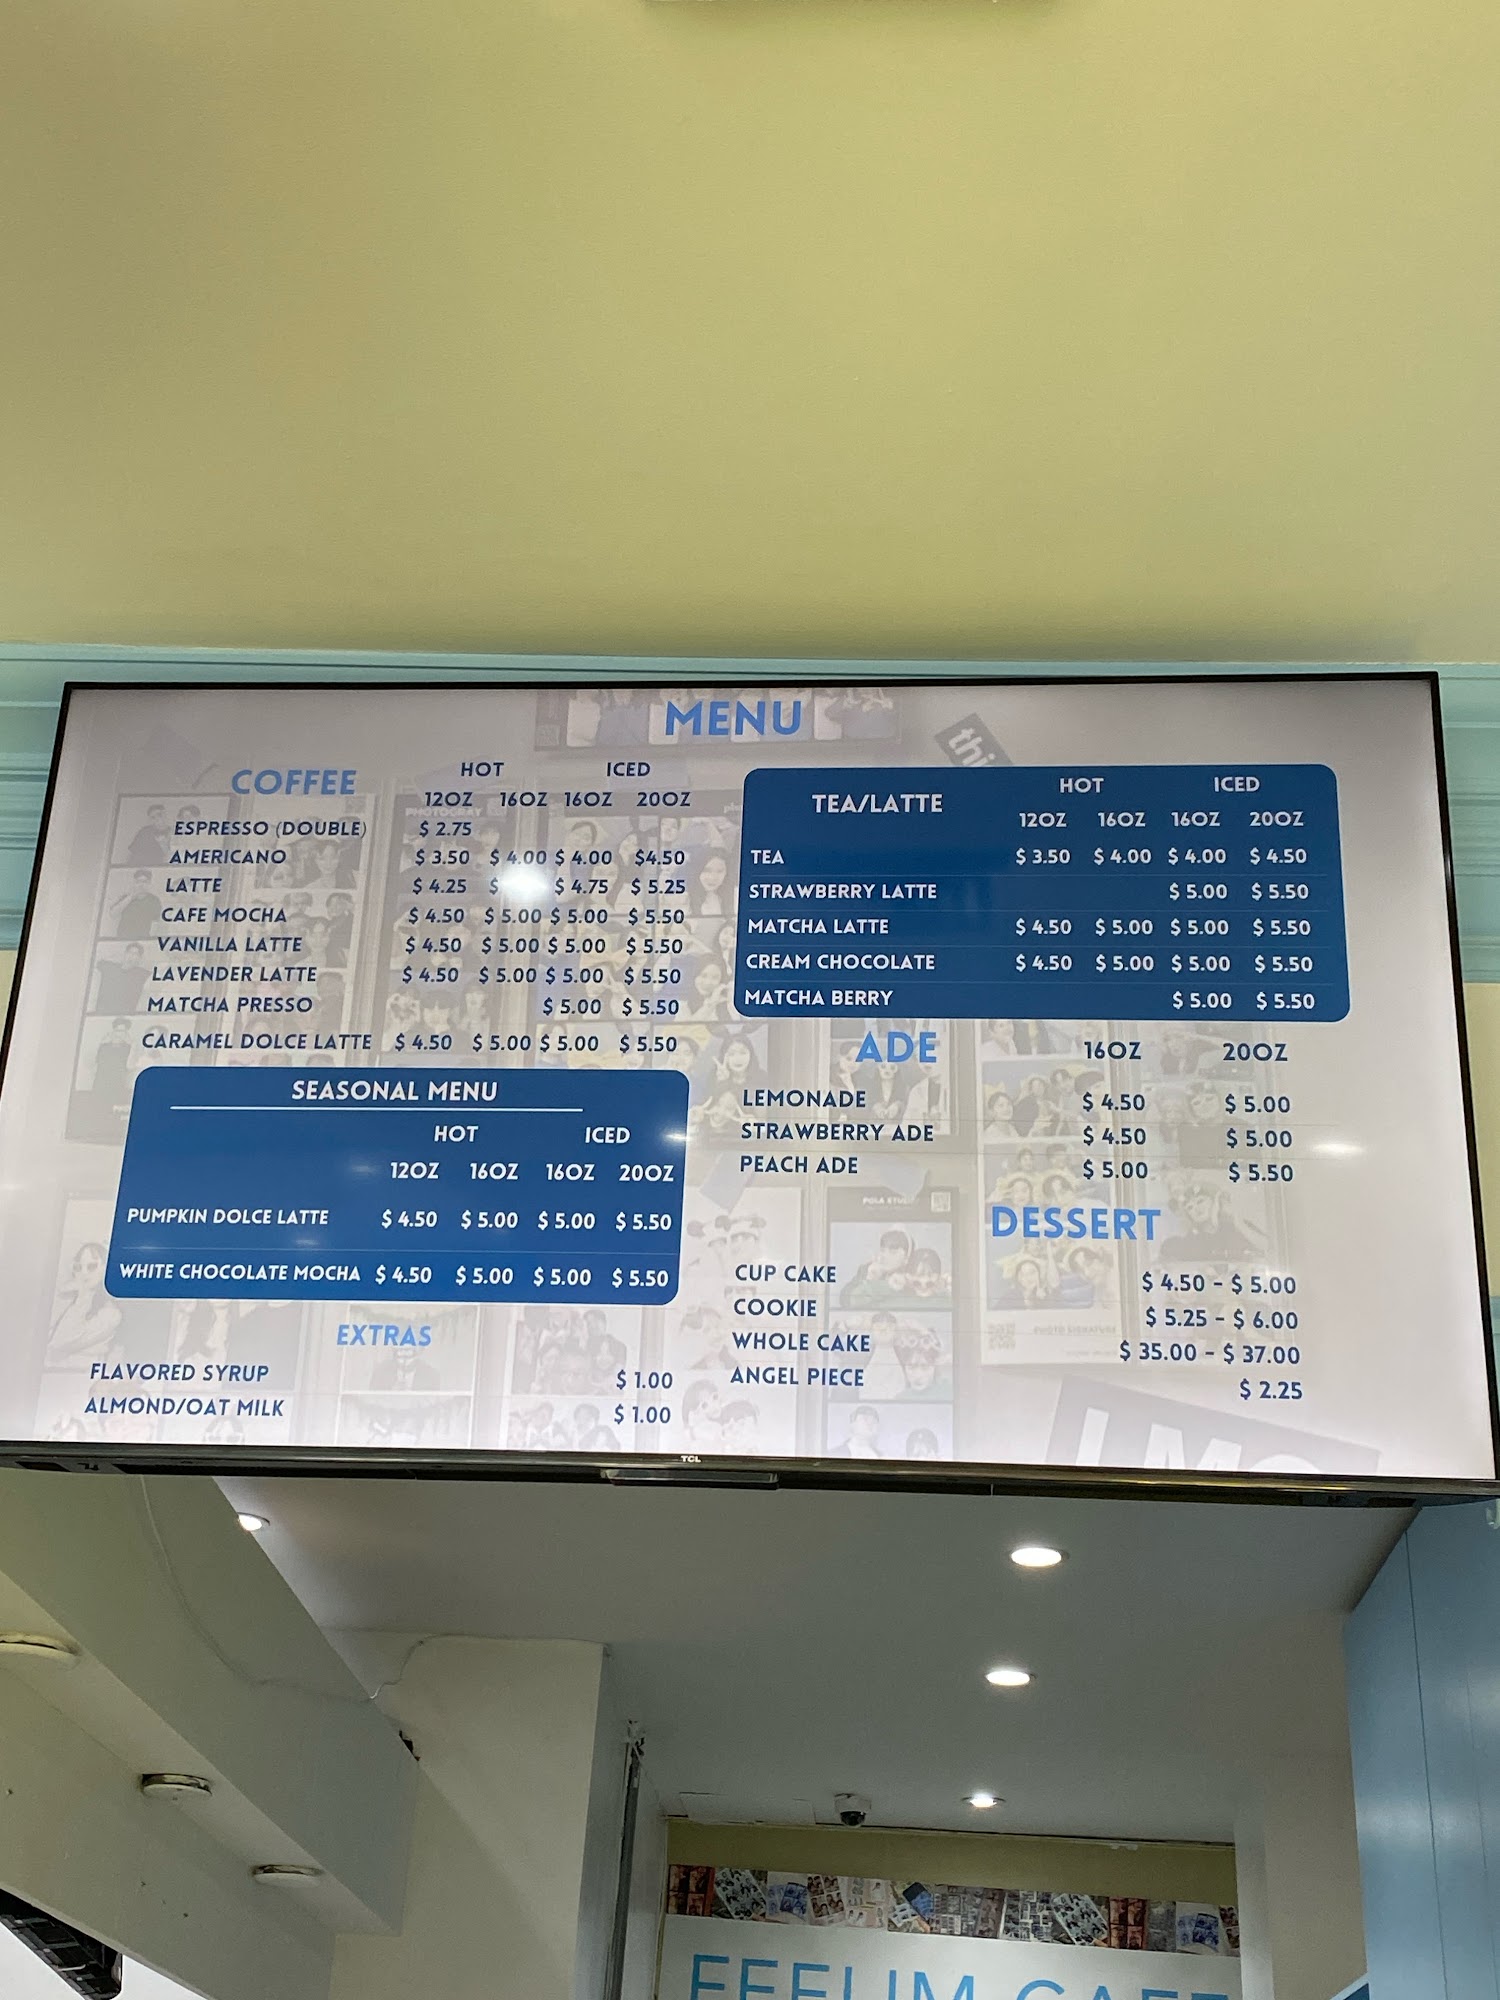 MENU
COFFEE HOT ICED
12OZ 16OZ 16OZ 20OZ
ESPRESSO (DOUBLE) $ 2.75
AMERICANO $ 3.50 $ 4.00 $ 4.00 $4.50
LATTE $ 4.25 $ $ 4.75 $ 5.25
CAFE MOCHA $ 4.50 $ 5.00 $ 5.00 $ 5.50
VANILLA LATTE $ 4.50 $ 5.00 $ 5.00 $ 5.50
LAVENDER LATTE $ 4.50 $ 5.00 $ 5.00 $ 5.50
MATCHA PRESSO $ 5.00 $ 5.50
CARAMEL DOLCE LATTE $ 4.50 $ 5.00 $ 5.00 $ 5.50
SEASONAL MENU
HOT ICED
12OZ 16OZ 16OZ 20OZ
PUMPKIN DOLCE LATTE $ 4.50 $ 5.00 $ 5.00 $ 5.50
WHITE CHOCOLATE MOCHA $ 4.50 $ 5.00 $ 5.00 $ 5.50
EXTRAS
FLAVORED SYRUP $ 1.00
ALMOND/OAT MILK $ 1.00
thi
TEA/LATTE HOT ICED
12OZ 16OZ 16OZ 20OZ
TEA $ 3.50 $ 4.00 $ 4.00 $ 4.50
STRAWBERRY LATTE $ 5.00 $ 5.50
MATCHA LATTE $ 4.50 $ 5.00 $ 5.00 $ 5.50
CREAM CHOCOLATE $ 4.50 $ 5.00 $ 5.00 $ 5.50
MATCHA BERRY $ 5.00 $ 5.50
ADE 16OZ 20OZ
LEMONADE $ 4.50 $ 5.00
STRAWBERRY ADE $ 4.50 $ 5.00
PEACH ADE $ 5.00 $ 5.50
DESSERT
CUP CAKE $ 4.50 - $ 5.00
COOKIE $ 5.25 - $ 6.00
WHOLE CAKE $ 35.00 - $ 37.00
ANGEL PIECE $ 2.25
TCL